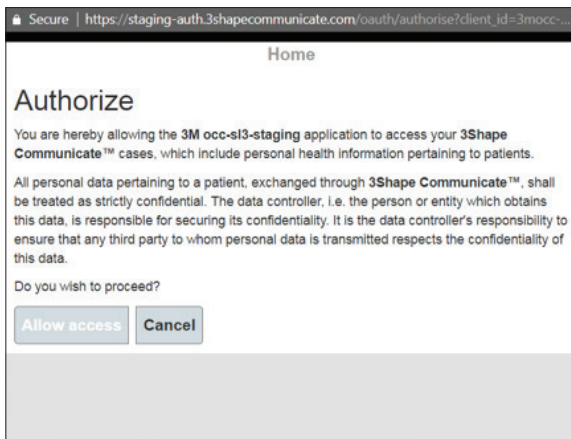 Secure | https://staging-auth.3shapecommunicate.com/oauth/authorise?client_id=3mocc-...
Home
Authorize
You are hereby allowing the 3M occ-sl3-staging application to access your 3Shape
Communicate™ cases, which include personal health information pertaining to patients.
All personal data pertaining to a patient, exchanged through 3Shape Communicate™, shall
be treated as strictly confidential. The data controller, i.e. the person or entity which obtains
this data, is responsible for securing its confidentiality. It is the data controller's responsibility to
ensure that any third party to whom personal data is transmitted respects the confidentiality of
this data.
Do you wish to proceed?
Allow access Cancel